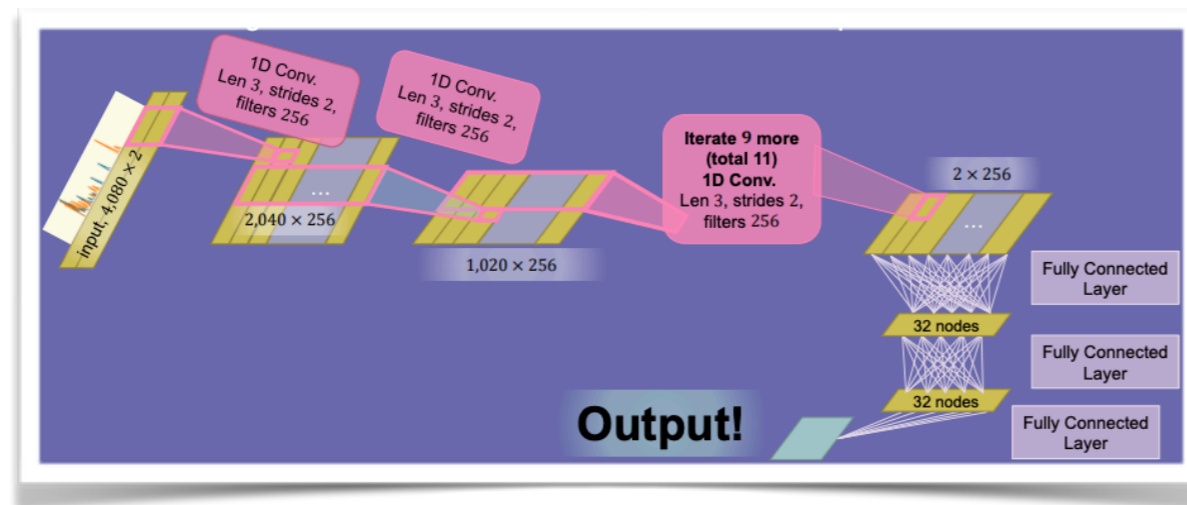 1D Conv.
Len 3, strides 2,
filters 256
1D Conv.
Len 3, strides 2,
filters 256
input, 4,080 × 2
...
2,040 × 256
...
1,020 × 256
Iterate 9 more
(total 11)
1D Conv.
Len 3, strides 2,
filters 256
2 × 256
...
Fully Connected
Layer
32 nodes
Fully Connected
Layer
32 nodes
Output!
Fully Connected
Layer